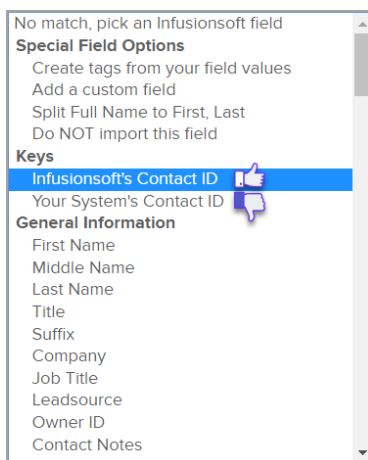 No match, pick an Infusionsoft field
Special Field Options
Create tags from your field values
Add a custom field
Split Full Name to First, Last
Do NOT import this field
Keys
Infusionsoft's Contact ID
Your System's Contact ID
General Information
First Name
Middle Name
Last Name
Title
Suffix
Company
Job Title
Leadsource
Owner ID
Contact Notes